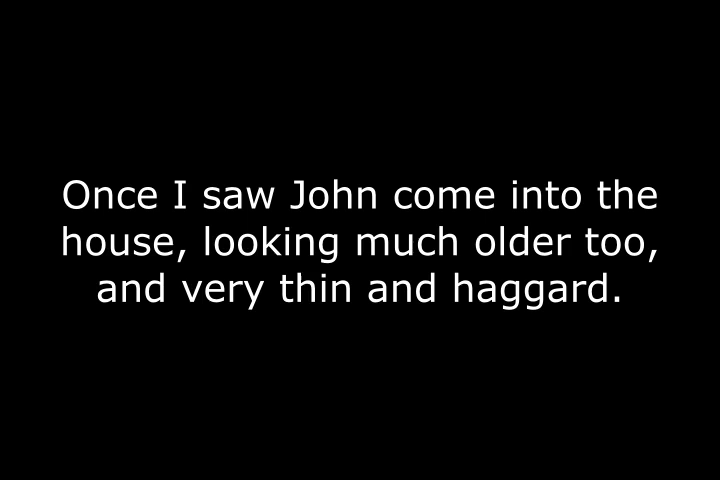 Once I saw John come into the
house, looking much older too,
and very thin and haggard.